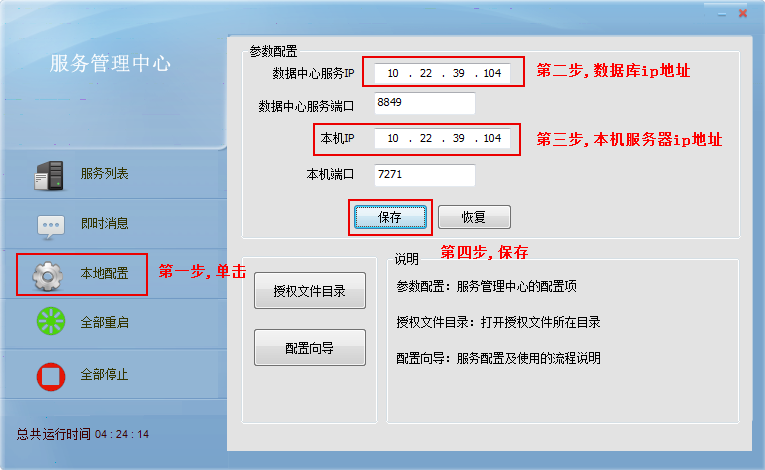 服务管理中心
服务列表
即时消息
本地配置
第一步,单击
全部重启
全部停止
总共运行时间 04 : 24 : 14
参数配置
数据中心服务IP
10 . 22 . 39 . 104
第二步,数据库ip地址
数据中心服务端口
8849
本机IP
10 . 22 . 39 . 104
第三步,本机服务器ip地址
本机端口
7271
保存
恢复
第四步,保存
授权文件目录
配置向导
说明
参数配置：服务管理中心的配置项
授权文件目录：打开授权文件所在目录
配置向导：服务配置及使用的流程说明